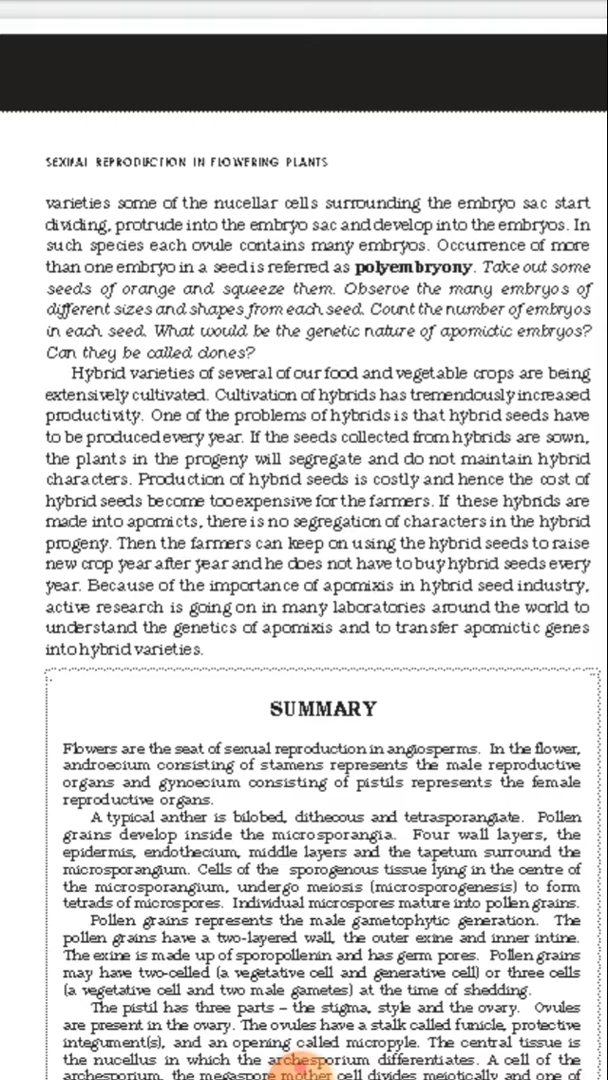 SEXUAL REPRODUCTION IN FLOWERING PLANTS
varieties some of the nucellar cells surrounding the embryo sac start
dividing, protrude into the embryo sac and develop into the embryos. In
such species each ovule contains many embryos. Occurrence of more
than one embryo in a seed is referred as polyembryony. Take out some
seeds of orange and squeeze them. Observe the many embryos of
different sizes and shapes from each seed. Count the number of embryos
in each seed. What would be the genetic nature of apomictic embryos?
Can they be called clones?
Hybrid varieties of several of our food and vegetable crops are being
extensively cultivated. Cultivation of hybrids has tremendously increased
productivity. One of the problems of hybrids is that hybrid seeds have
to be produced every year. If the seeds collected from hybrids are sown,
the plants in the progeny will segregate and do not maintain hybrid
characters. Production of hybrid seeds is costly and hence the cost of
hybrid seeds become too expensive for the farmers. If these hybrids are
made into apomicts, there is no segregation of characters in the hybrid
progeny. Then the farmers can keep on using the hybrid seeds to raise
new crop year after year and he does not have to buy hybrid seeds every
year. Because of the importance of apomixis in hybrid seed industry,
active research is going on in many laboratories around the world to
understand the genetics of apomixis and to transfer apomictic genes
into hybrid varieties.
SUMMARY
Flowers are the seat of sexual reproduction in angiosperms. In the flower,
androecium consisting of stamens represents the male reproductive
organs and gynoecium consisting of pistils represents the female
reproductive organs.
A typical anther is bilobed, dithecous and tetrasporangiate. Pollen
grains develop inside the microsporangia. Four wall layers, the
epidermis, endothecium, middle layers and the tapetum surround the
microsporangium. Cells of the sporogenous tissue lying in the centre of
the microsporangium, undergo meiosis (microsporogenesis) to form
tetrads of microspores. Individual microspores mature into pollen grains.
Pollen grains represents the male gametophytic generation. The
pollen grains have a two-layered wall, the outer exine and inner intine.
The exine is made up of sporopollenin and has germ pores. Pollen grains
may have two-celled (a vegetative cell and generative cell) or three cells
(a vegetative cell and two male gametes) at the time of shedding.
The pistil has three parts – the stigma, style and the ovary. Ovules
are present in the ovary. The ovules have a stalk called funicle, protective
integument(s), and an opening called micropyle. The central tissue is
the nucellus in which the archesporium differentiates. A cell of the
archesporium, the megaspore mother cell divides meiotically and one of